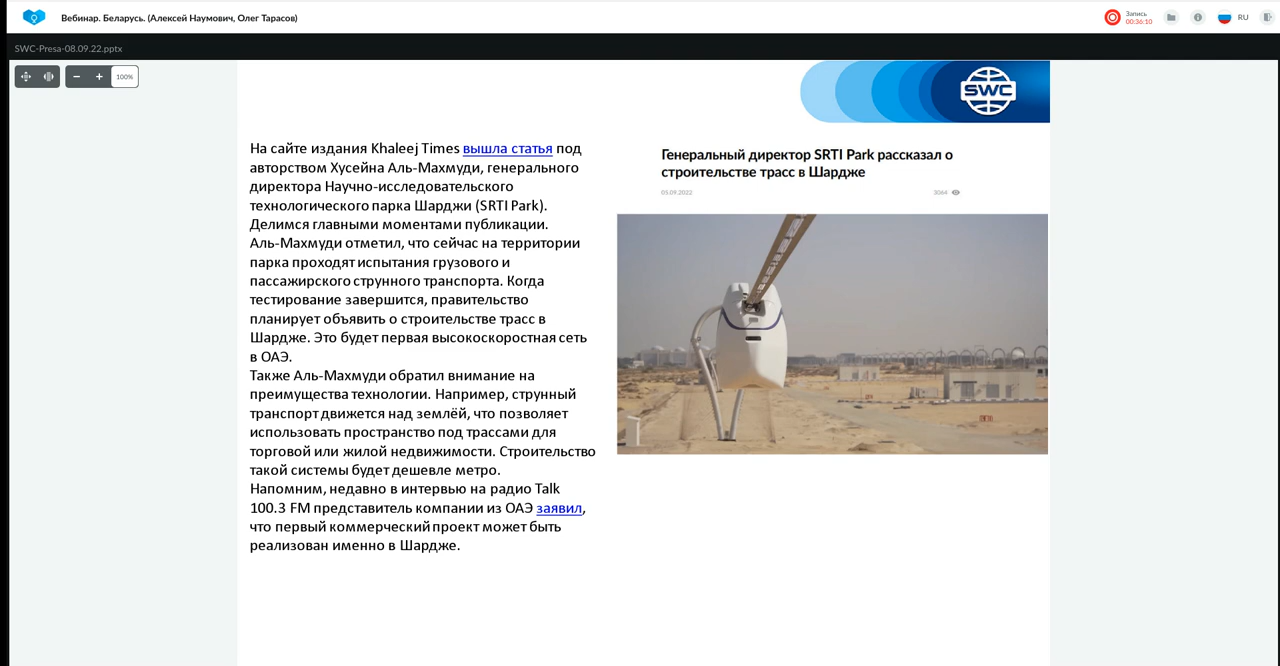 Вебинар. Беларусь. (Алексей Наумович, Олег Тарасов)
Запись
00:36:10
RU
SWC-Presa-08.09.22.pptx
100%
SWC
На сайте издания Khaleej Times вышла статья под
авторством Хусейна Аль-Махмуди, генерального
директора Научно-исследовательского
технологического парка Шарджи (SRTI Park).
Делимся главными моментами публикации.
Аль-Махмуди отметил, что сейчас на территории
парка проходят испытания грузового и
пассажирского струнного транспорта. Когда
тестирование завершится, правительство
планирует объявить о строительстве трасс в
Шардже. Это будет первая высокоскоростная сеть
в ОАЭ.
Также Аль-Махмуди обратил внимание на
преимущества технологии. Например, струнный
транспорт движется над землёй, что позволяет
использовать пространство под трассами для
торговой или жилой недвижимости. Строительство
такой системы будет дешевле метро.
Напомним, недавно в интервью на радио Talk
100.3 FM представитель компании из ОАЭ заявил,
что первый коммерческий проект может быть
реализован именно в Шардже.
Генеральный директор SRTI Park рассказал о
строительстве трасс в Шардже
05.09.2022
3064